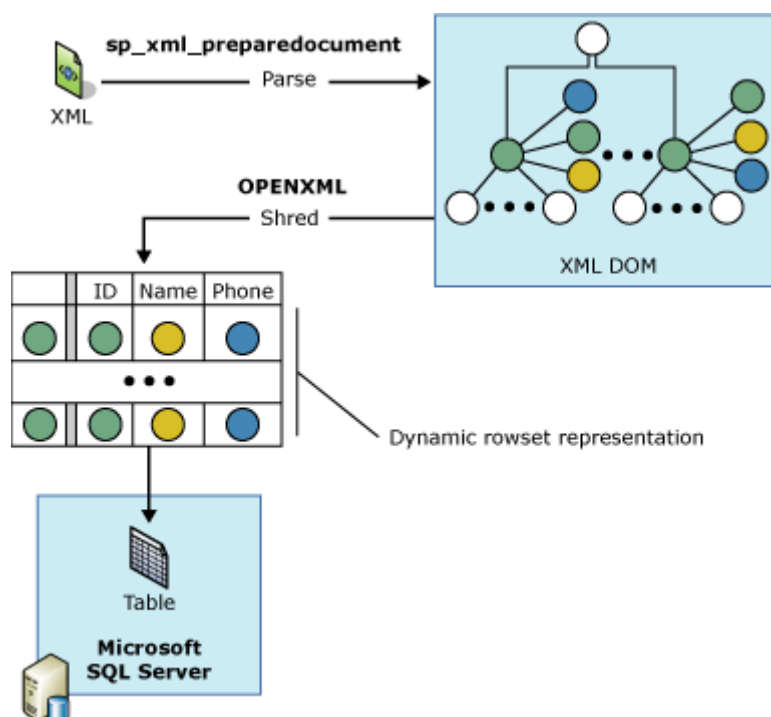 sp_xml_preparedocument
Parse
XML
XML DOM
OPENXML
Shred
ID Name Phone
Dynamic rowset representation
Table
Microsoft
SQL Server